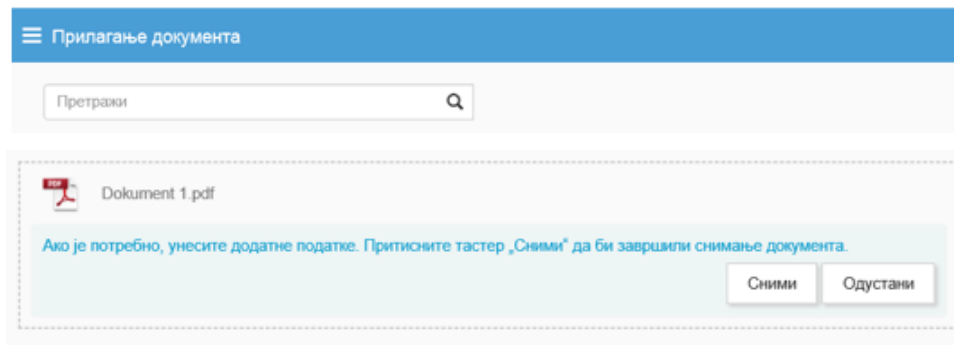 Прилагање документа
Претражи
PDF
Dokument 1.pdf
Ако је потребно, унесите додатне податке. Притисните тастер „Сними“ да би завршили снимање документа.
Сними Одустани